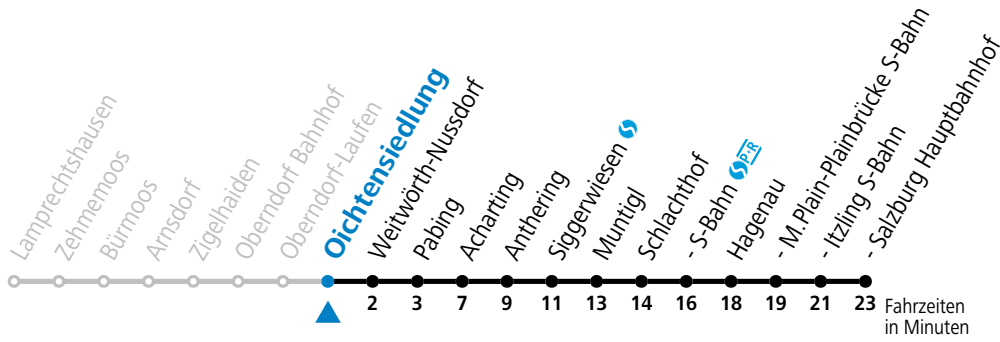 Lamprechtshausen
Zehmemoos
Bürmoos
Arnsdorf
Ziglhaiden
Oberndorf Bahnhof
Oberndorf-Laufen
Oichtensiedlung
Weitwörth-Nussdorf
Pabing
Acharting
Anthering
Siggerwiesen
Muntigl
Schlachthof
- S-Bahn P+R
Hagenau
- M.Plain-Plainbrücke S-Bahn
- Itzling S-Bahn
- Salzburg Hauptbahnhof
2 3 7 9 11 13 14 16 18 19 21 23 Fahrzeiten
in Minuten